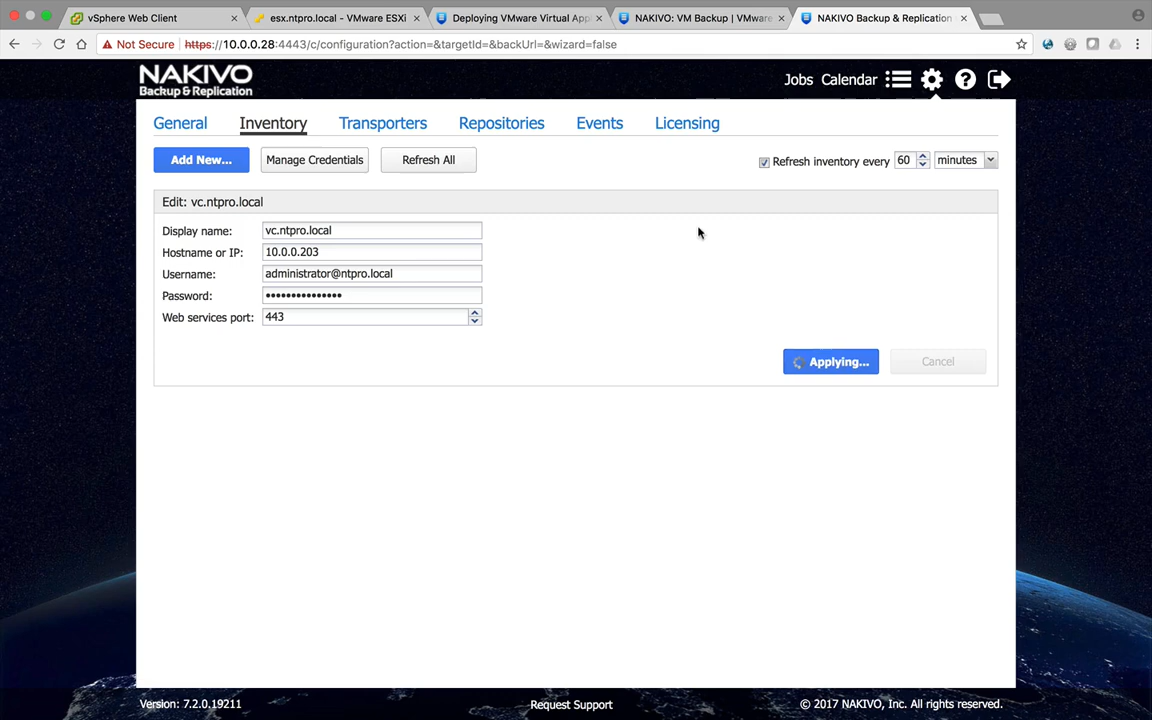 vSphere Web Client
esx.ntpro.local - VMware ESXi
Deploying VMware Virtual Appl
NAKIVO: VM Backup | VMware
NAKIVO Backup & Replication
Not Secure https://10.0.0.28:4443/c/configuration?action=&targetId=&backUrl=&wizard=false
NAKIVO
Backup & Replication
Jobs Calendar
General Inventory Transporters Repositories Events Licensing
Add New... Manage Credentials Refresh All Refresh inventory every 60 minutes
Edit: vc.ntpro.local
Display name: vc.ntpro.local
Hostname or IP: 10.0.0.203
Username: administrator@ntpro.local
Password: •••••••••••••••
Web services port: 443
Applying... Cancel
Version: 7.2.0.19211 Request Support © 2017 NAKIVO, Inc. All rights reserved.